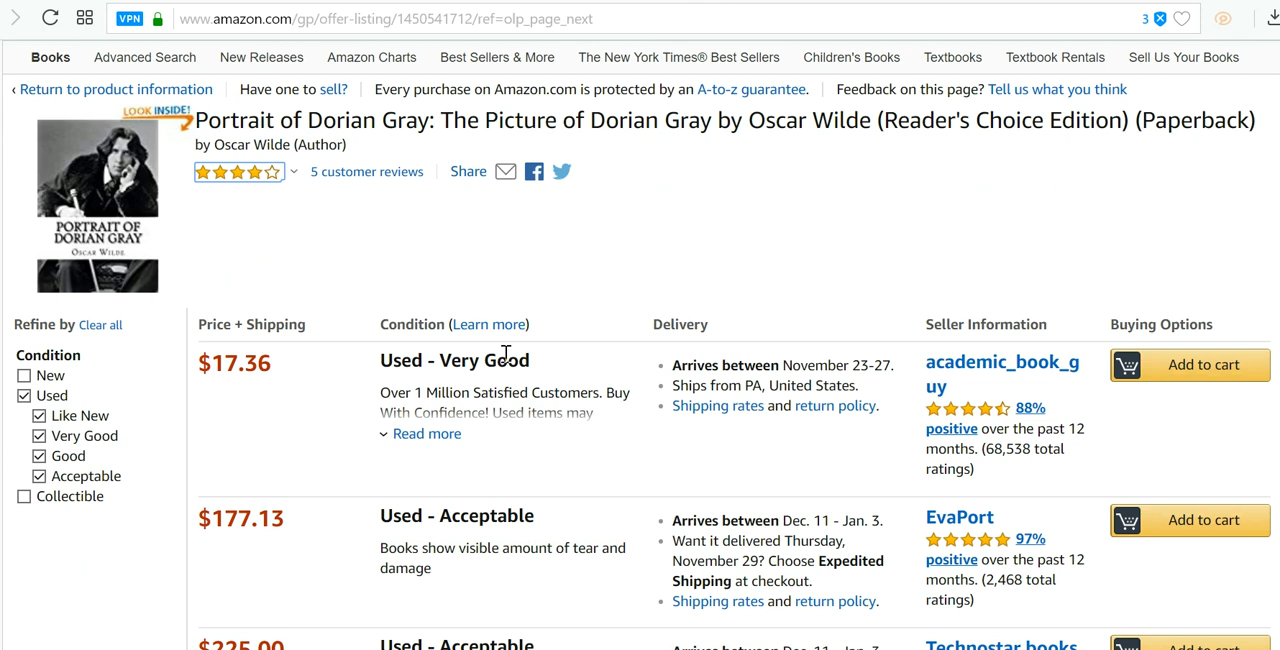 VPN www.amazon.com/gp/offer-listing/1450541712/ref=olp_page_next 3
Books Advanced Search New Releases Amazon Charts Best Sellers & More The New York Times® Best Sellers Children's Books Textbooks Textbook Rentals Sell Us Your Books
‹ Return to product information Have one to sell? Every purchase on Amazon.com is protected by an A-to-z guarantee. Feedback on this page? Tell us what you think
LOOK INSIDE!
Portrait of Dorian Gray: The Picture of Dorian Gray by Oscar Wilde (Reader's Choice Edition) (Paperback)
by Oscar Wilde (Author)
5 customer reviews Share
PORTRAIT OF
DORIAN GRAY
OSCAR WILDE
Refine by Clear all
Condition
New
Used
Like New
Very Good
Good
Acceptable
Collectible
Price + Shipping Condition (Learn more) Delivery Seller Information Buying Options
$17.36
Used - Very Good
Over 1 Million Satisfied Customers. Buy
With Confidence! Used items may
Read more
Arrives between November 23-27.
Ships from PA, United States.
Shipping rates and return policy.
academic_book_g
uy
88%
positive over the past 12
months. (68,538 total
ratings)
Add to cart
$177.13
Used - Acceptable
Books show visible amount of tear and
damage
Arrives between Dec. 11 - Jan. 3.
Want it delivered Thursday,
November 29? Choose Expedited
Shipping at checkout.
Shipping rates and return policy.
EvaPort
97%
positive over the past 12
months. (2,468 total
ratings)
Add to cart
$225.00
Used - Acceptable
Arrives between Dec. 11 - Jan. 3.
Technostar books
Add to cart